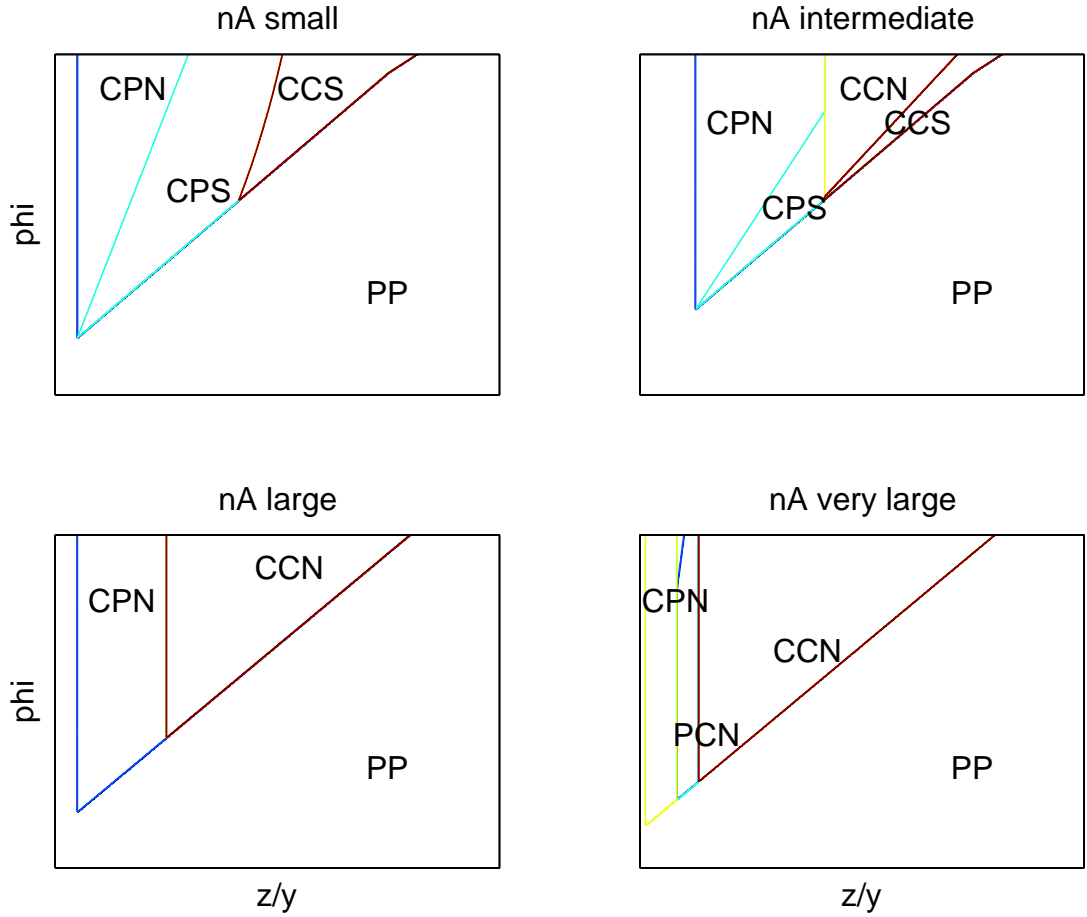 nA small
CPN
CCS
CPS
phi
PP
nA intermediate
CCN
CPN
CCS
CPS
PP
nA large
CCN
CPN
phi
PP
z/y
nA very large
CPN
CCN
PCN
PP
z/y